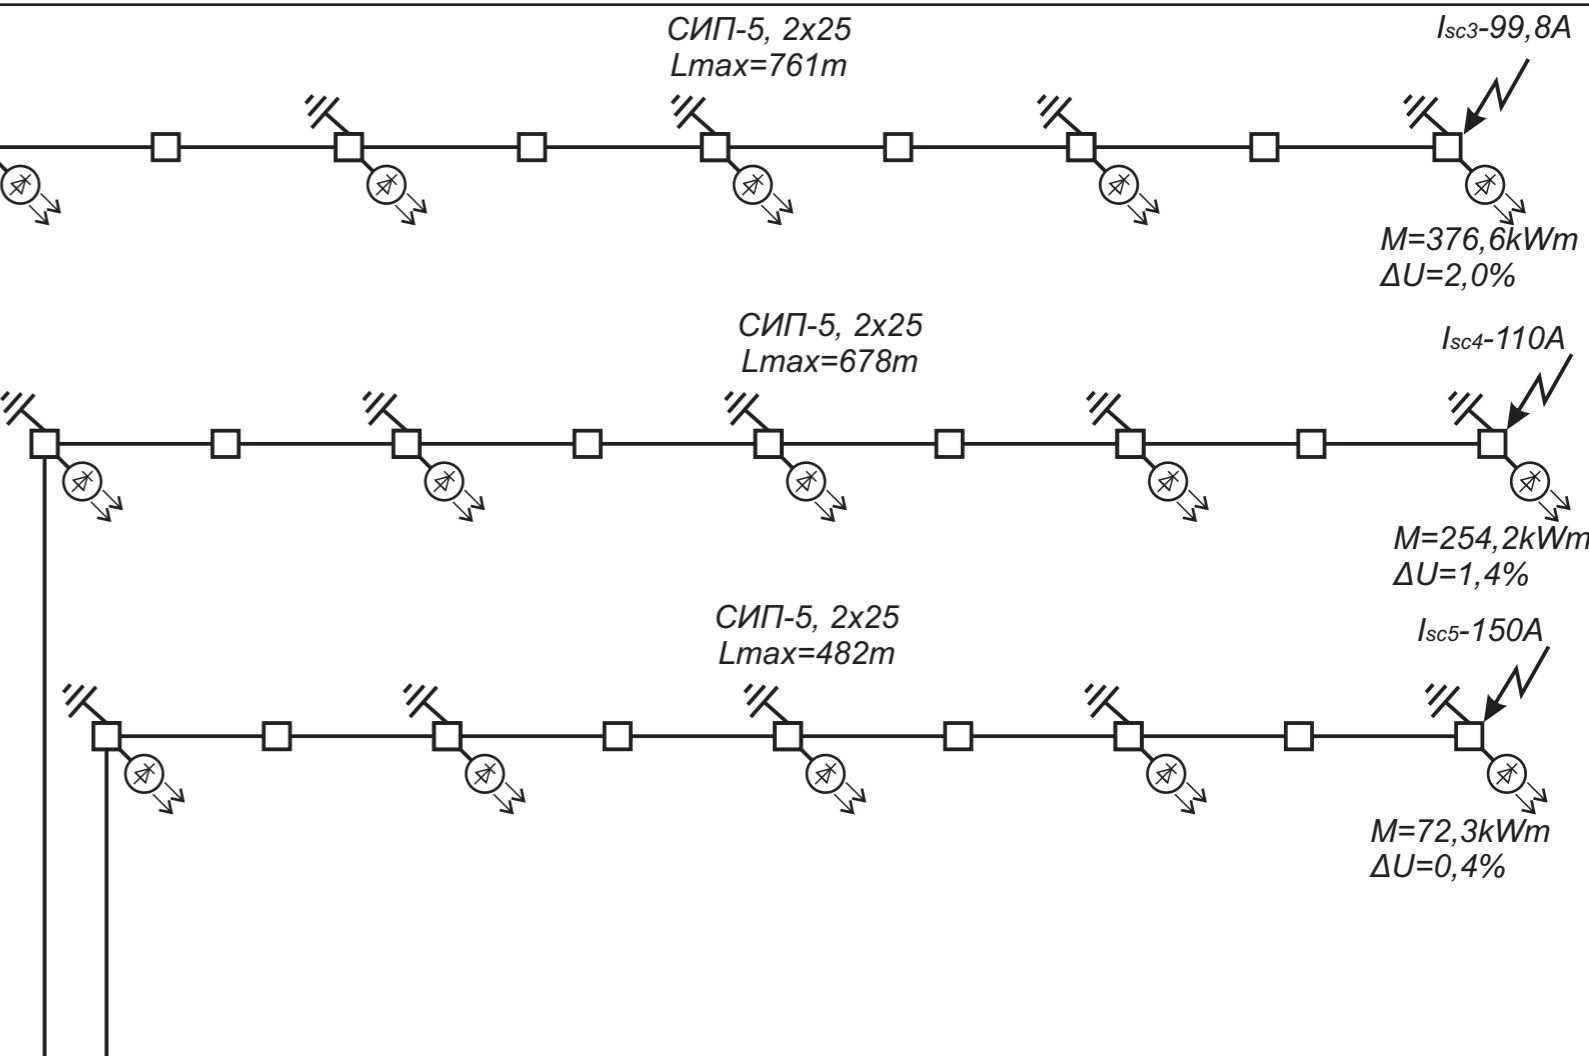 СИП-5, 2x25
Lmax=761m
Isc3-99,8A
M=376,6kWm
ΔU=2,0%
СИП-5, 2x25
Lmax=678m
Isc4-110A
M=254,2kWm
ΔU=1,4%
СИП-5, 2x25
Lmax=482m
Isc5-150A
M=72,3kWm
ΔU=0,4%